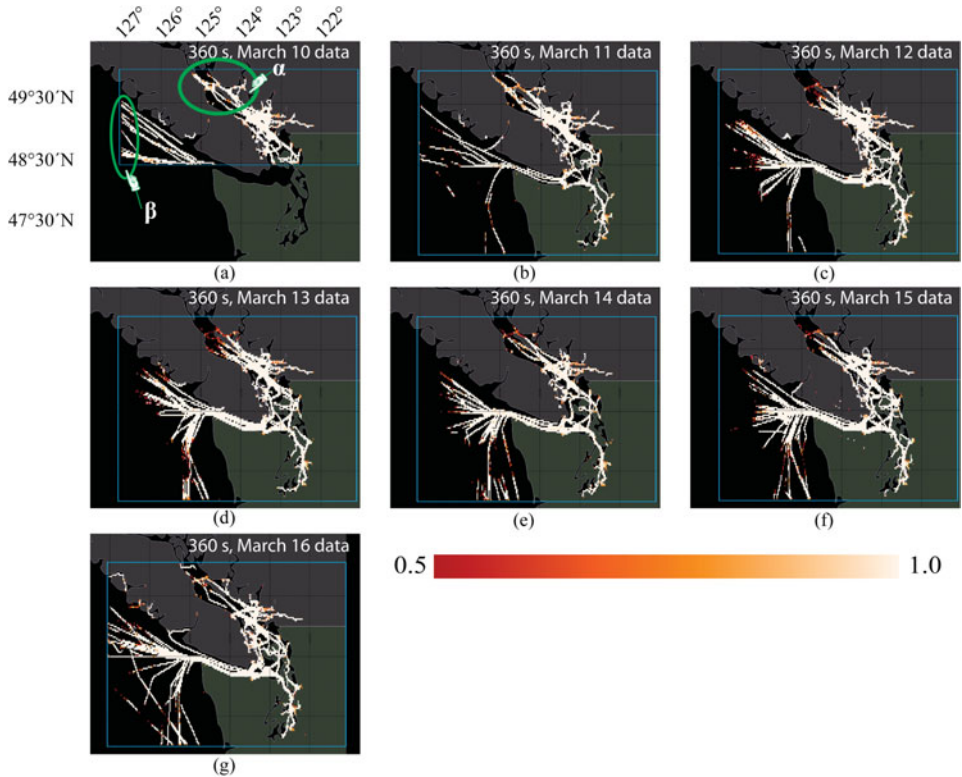 127°
126°
125°
124°
123°
122°
360 s, March 10 data
α
49°30´N
48°30´N
47°30´N
β
(a)
360 s, March 11 data
(b)
360 s, March 12 data
(c)
360 s, March 13 data
(d)
360 s, March 14 data
(e)
360 s, March 15 data
(f)
360 s, March 16 data
(g)
0.5
1.0